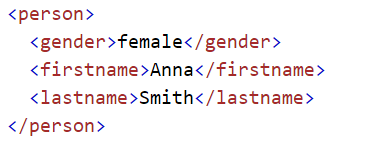 <person>
  <gender>female</gender>
  <firstname>Anna</firstname>
  <lastname>Smith</lastname>
</person>